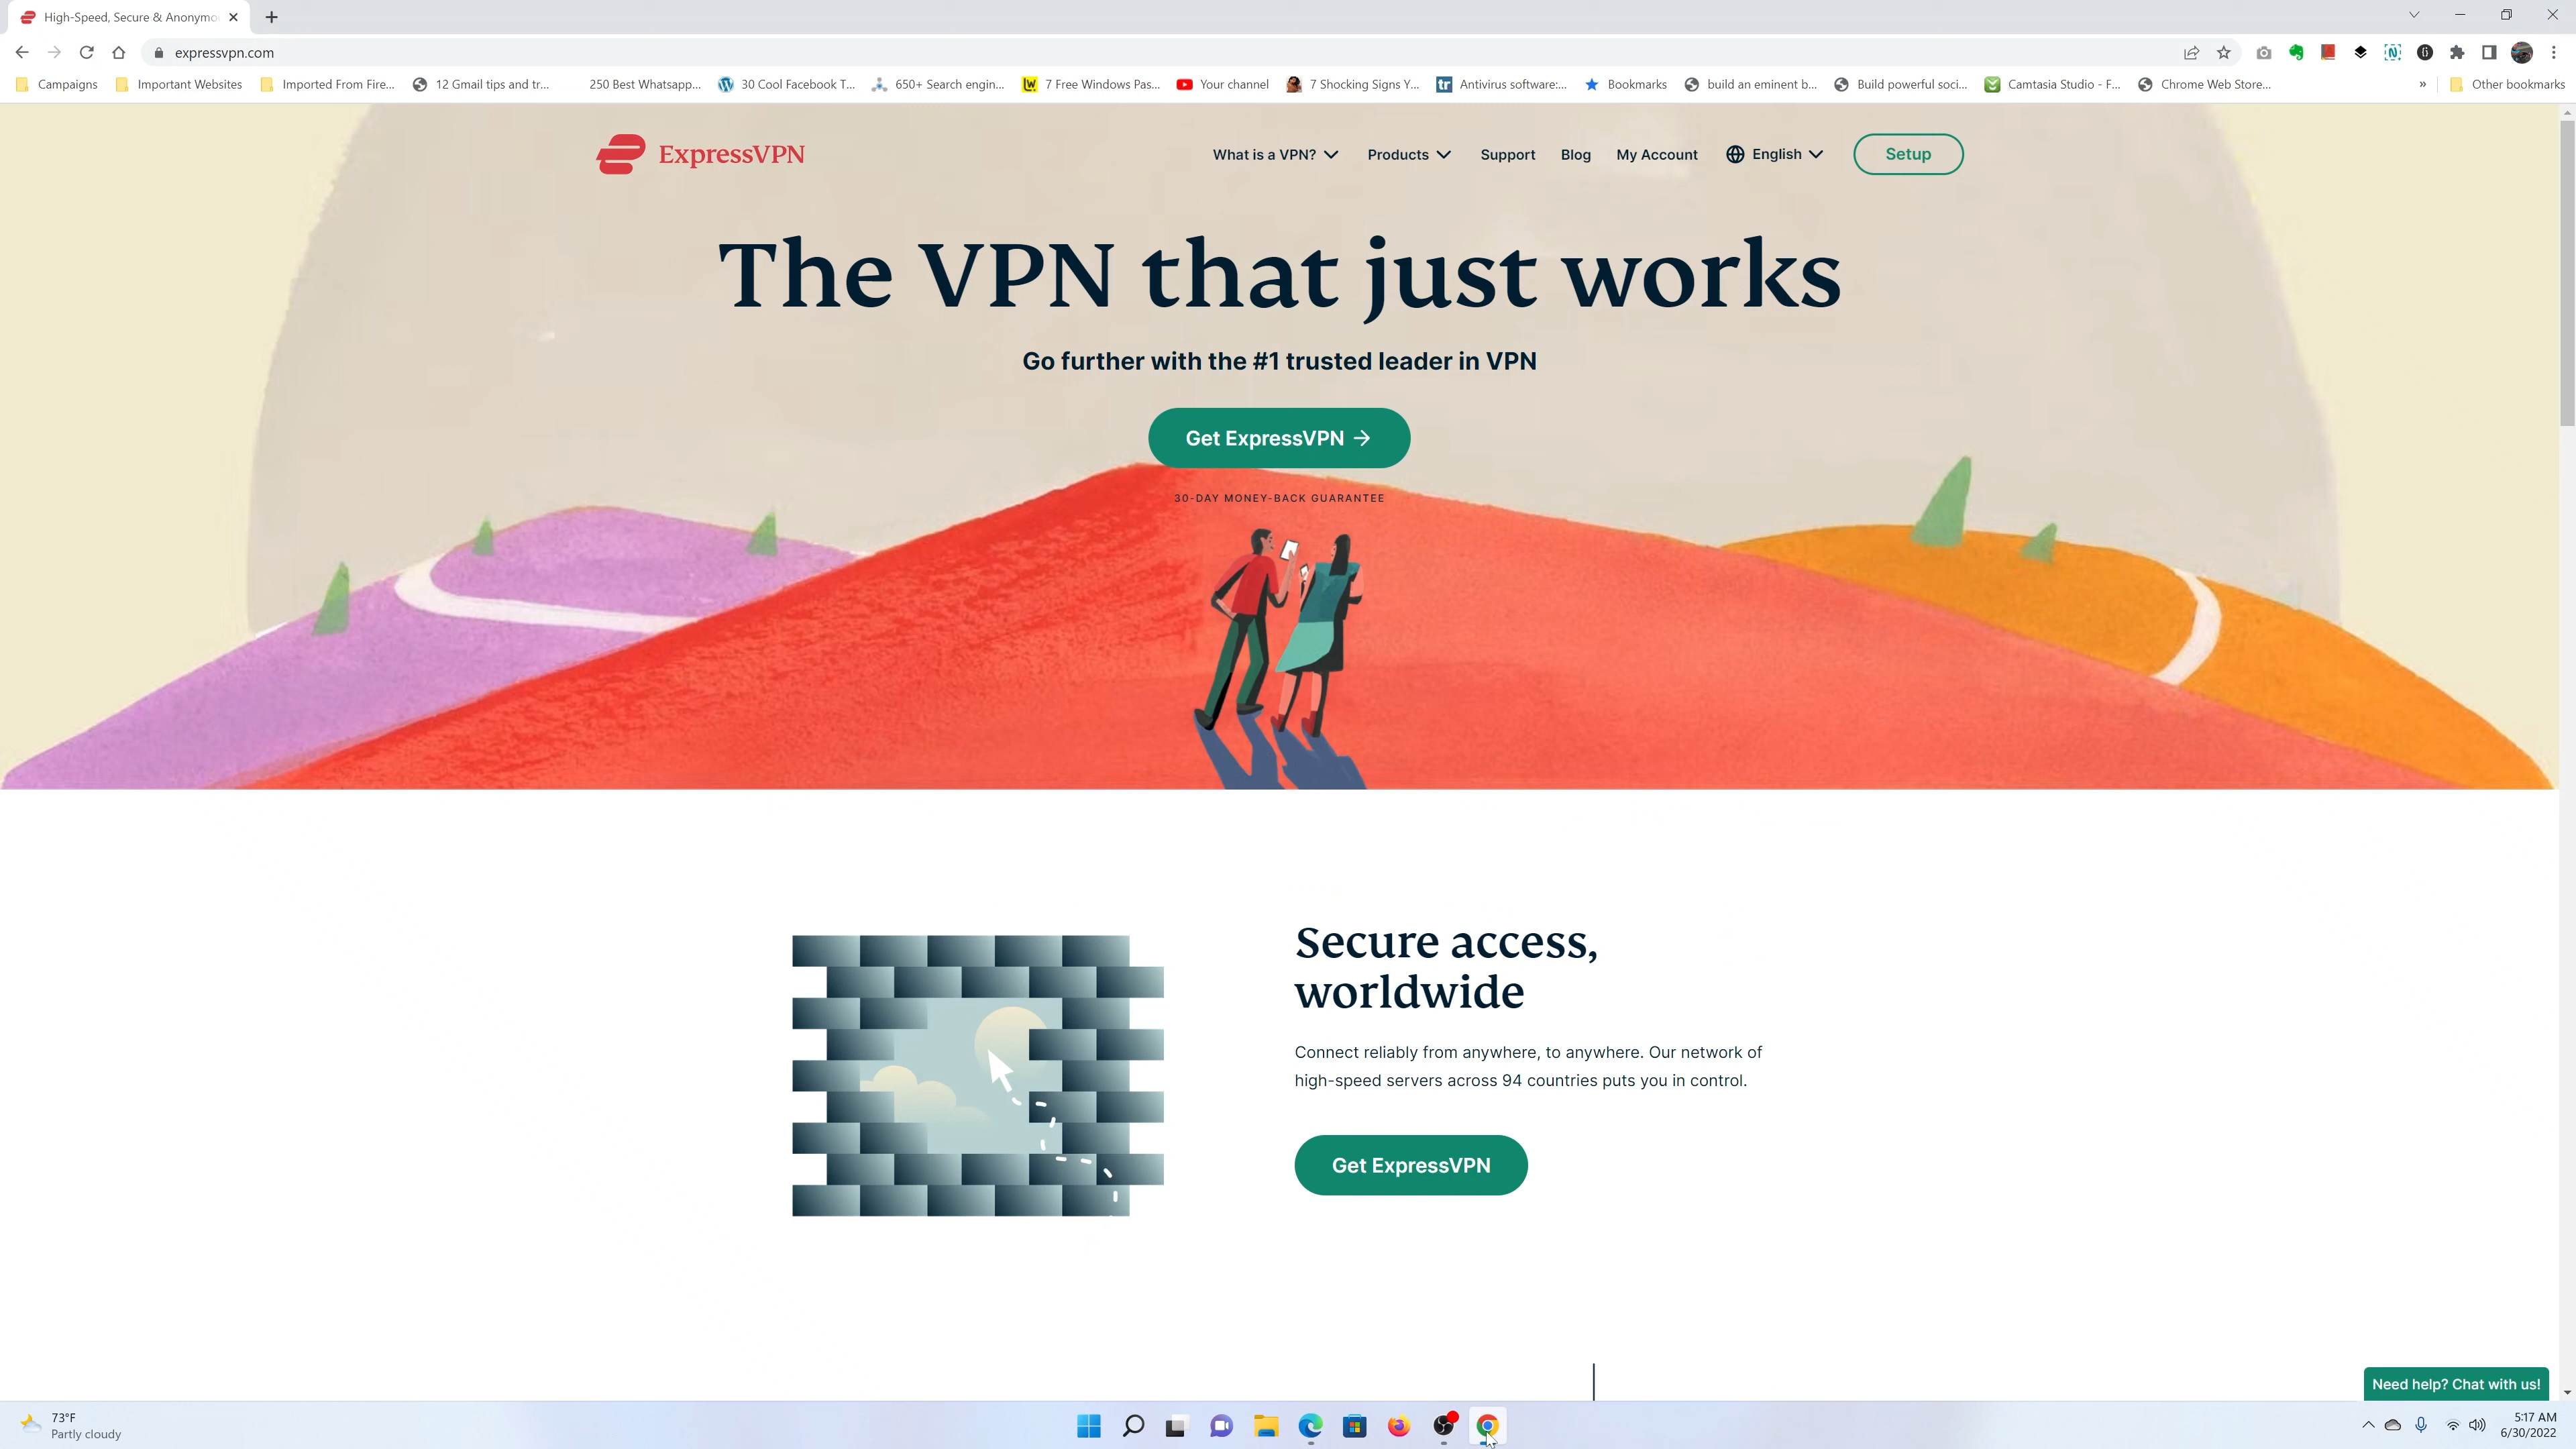 High-Speed, Secure & Anonymo
expressvpn.com
Campaigns
Important Websites
Imported From Fire...
12 Gmail tips and tr...
250 Best Whatsapp...
30 Cool Facebook T...
650+ Search engin...
7 Free Windows Pas...
Your channel
7 Shocking Signs Y...
Antivirus software:...
Bookmarks
build an eminent b...
Build powerful soci...
Camtasia Studio - F...
Chrome Web Store...
»
Other bookmarks
ExpressVPN
What is a VPN?
Products
Support
Blog
My Account
English
Setup
The VPN that just works
Go further with the #1 trusted leader in VPN
Get ExpressVPN →
30-DAY MONEY-BACK GUARANTEE
Secure access,
worldwide
Connect reliably from anywhere, to anywhere. Our network of
high-speed servers across 94 countries puts you in control.
Get ExpressVPN
Need help? Chat with us!
73°F
Partly cloudy
5:17 AM
6/30/2022